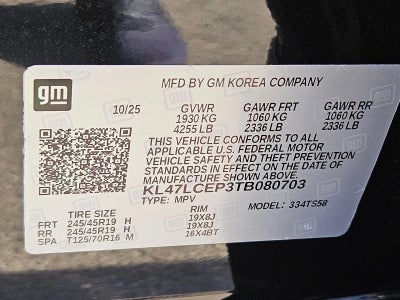 gm
MFD BY GM KOREA COMPANY
10/25 GVWR GAWR FRT GAWR RR
1930 KG 1060 KG 1060 KG
4255 LB 2336 LB 2336 LB
THIS VEHICLE CONFORMS TO ALL
APPLICABLE U.S. FEDERAL MOTOR
VEHICLE SAFETY AND THEFT PREVENTION
STANDARDS IN EFFECT ON THE DATE OF
MANUFACTURE SHOWN ABOVE.
KL47LCEP3TB080703
TYPE: MPV MODEL: 334TS58
TIRE SIZE RIM
FRT 245/45R19 H 19X8J
RR 245/45R19 H 19X8J
SPA T125/70R16 M 16X4BT